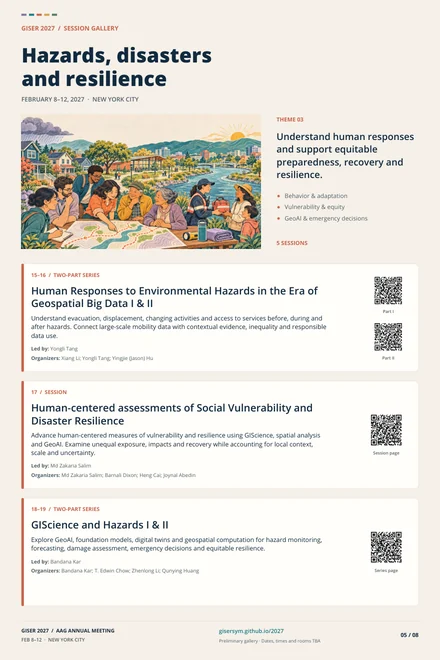 GISER 2027 / SESSION GALLERY
Hazards, disasters
and resilience
FEBRUARY 8–12, 2027 · NEW YORK CITY
THEME 03
Understand human responses
and support equitable
preparedness, recovery and
resilience.
Behavior & adaptation
Vulnerability & equity
GeoAI & emergency decisions
5 SESSIONS
15–16 / TWO-PART SERIES
Human Responses to Environmental Hazards in the Era of
Geospatial Big Data I & II
Understand evacuation, displacement, changing activities and access to services before, during and
after hazards. Connect large-scale mobility data with contextual evidence, inequality and responsible
data use.
Led by: Yongli Tang
Organizers: Xiang Li; Yongli Tang; Yingjie (Jason) Hu
Part I
Part II
17 / SESSION
Human-centered assessments of Social Vulnerability and
Disaster Resilience
Advance human-centered measures of vulnerability and resilience using GIScience, spatial analysis
and GeoAI. Examine unequal exposure, impacts and recovery while accounting for local context,
scale and uncertainty.
Led by: Md Zakaria Salim
Organizers: Md Zakaria Salim; Barnali Dixon; Heng Cai; Joynal Abedin
Session page
18–19 / TWO-PART SERIES
GIScience and Hazards I & II
Explore GeoAI, foundation models, digital twins and geospatial computation for hazard monitoring,
forecasting, damage assessment, emergency decisions and equitable resilience.
Led by: Bandana Kar
Organizers: Bandana Kar; T. Edwin Chow; Zhenlong Li; Qunying Huang
Series page
GISER 2027 / AAG ANNUAL MEETING
FEB 8–12 · NEW YORK CITY
gisersym.github.io/2027
Preliminary gallery · Dates, times and rooms TBA
05 / 08